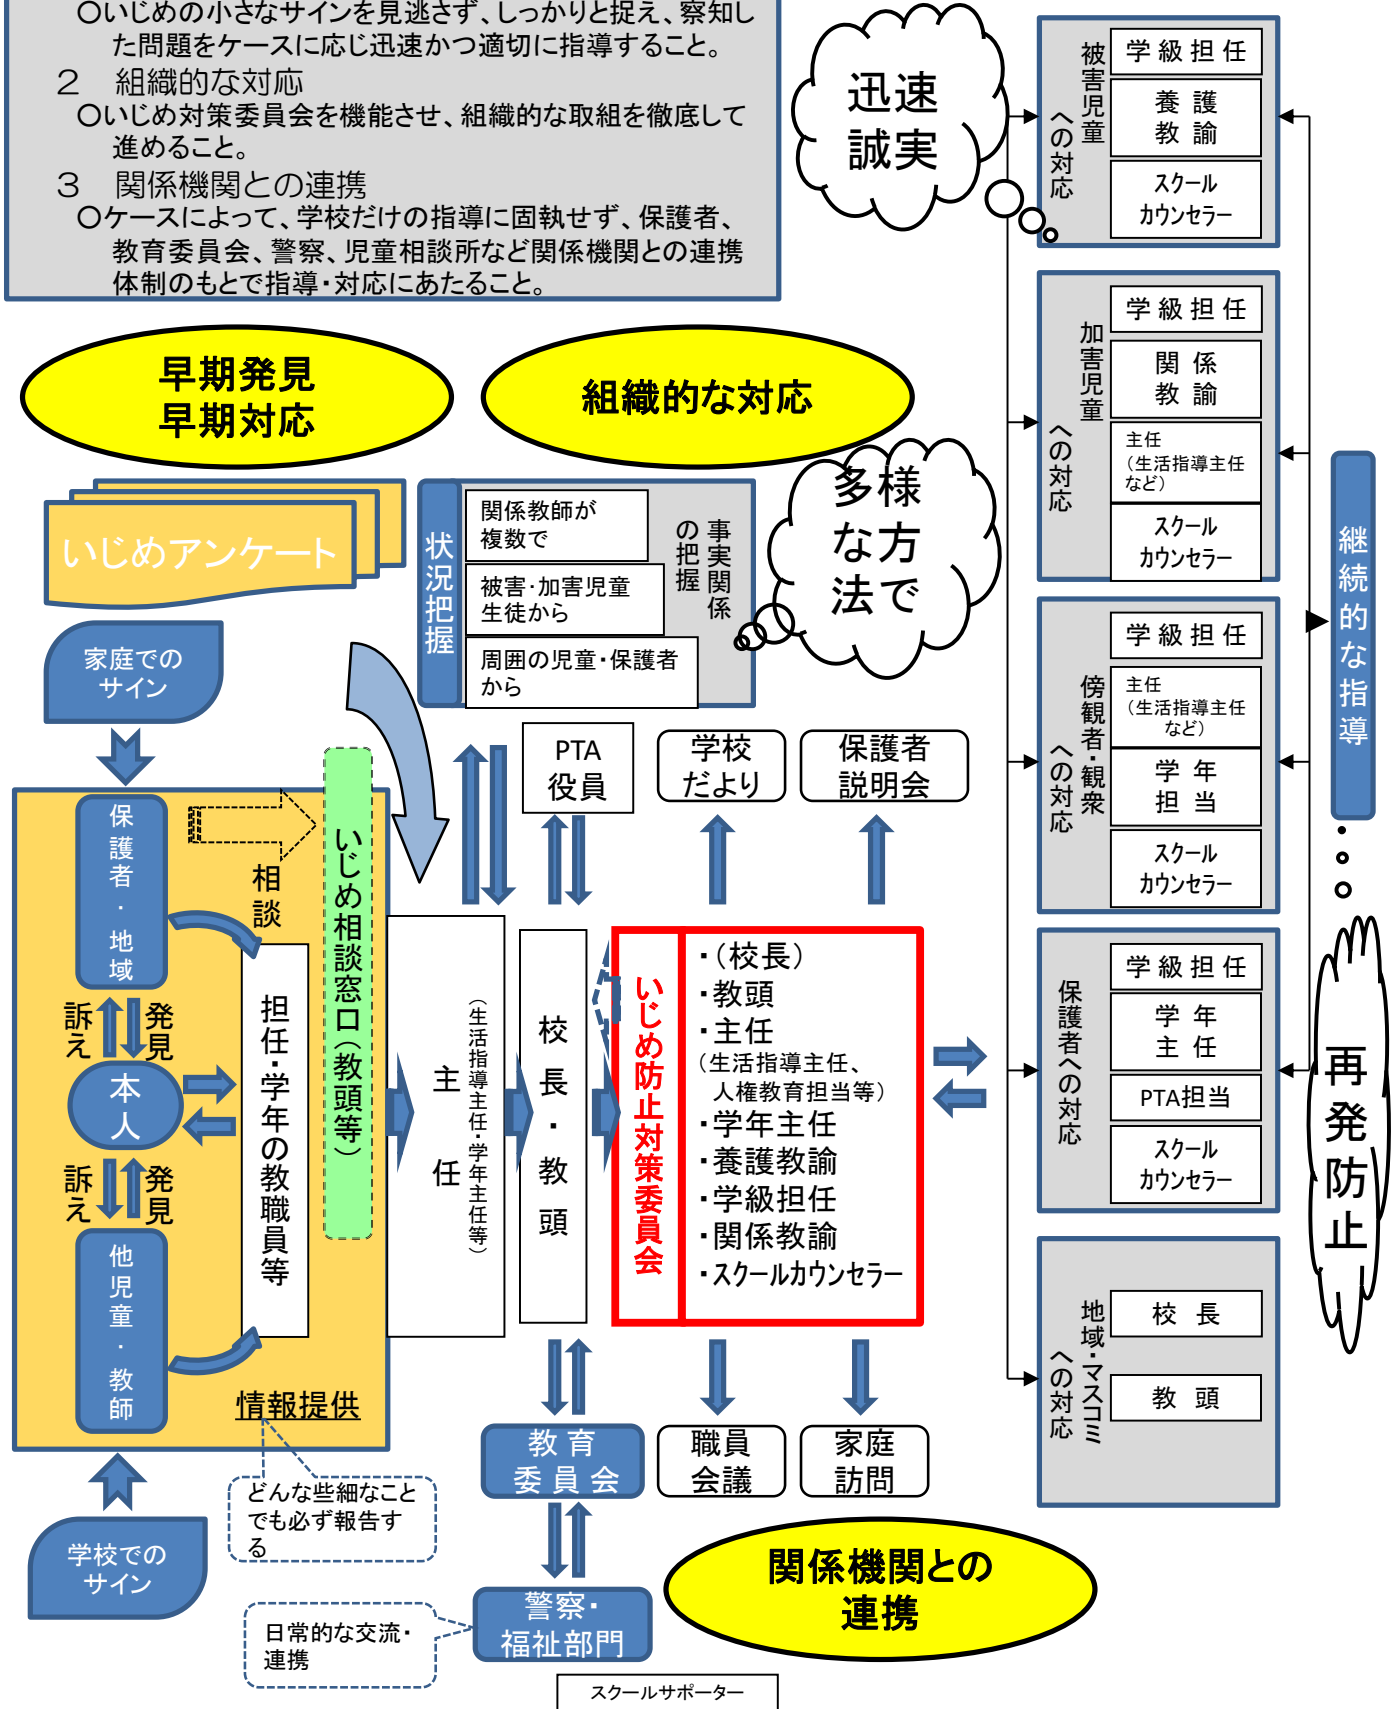 ○いじめの小さなサインを見逃さず、しっかりと捉え、察知し
た問題をケースに応じ迅速かつ適切に指導すること。
２　組織的な対応
○いじめ対策委員会を機能させ、組織的な取組を徹底して
進めること。
３　関係機関との連携
○ケースによって、学校だけの指導に固執せず、保護者、
教育委員会、警察、児童相談所など関係機関との連携
体制のもとで指導・対応にあたること。
迅速
誠実
早期発見
早期対応
組織的な対応
いじめアンケート
状況把握
関係教師が
複数で
被害・加害児童
生徒から
周囲の児童・保護者
から
事実関係
の把握
多様
な方
法で
家庭での
サイン
保護者・地域
相
談
訴え
発見
本
人
訴え
発見
他児童・教師
担任・学年の教職員等
情報提供
いじめ相談窓口（教頭等）
どんな些細なこと
でも必ず報告す
る
学校での
サイン
主　任
（生活指導主任・学年主任等）
校長・教頭
PTA
役員
学校
だより
保護者
説明会
いじめ防止対策委員会
・（校長）
・教頭
・主任
（生活指導主任、
人権教育担当等）
・学年主任
・養護教諭
・学級担任
・関係教諭
・スクールカウンセラー
教 育
委 員 会
職員
会議
家庭
訪問
警察・
福祉部門
日常的な交流・
連携
関係機関との
連携
スクールサポーター
被害児童
への対応
学 級 担 任
養 護
教 諭
スクール
カウンセラー
加害児童
への対応
学 級 担 任
関 係
教 諭
主任
（生活指導主任
など）
スクール
カウンセラー
傍観者・観衆
への対応
学 級 担 任
主任
（生活指導主任
など）
学 年
担 当
スクール
カウンセラー
保護者への対応
学 級 担 任
学 年
主 任
PTA担当
スクール
カウンセラー
地域・マスコミ
への対応
校 長
教 頭
継続的な指導
再発防止